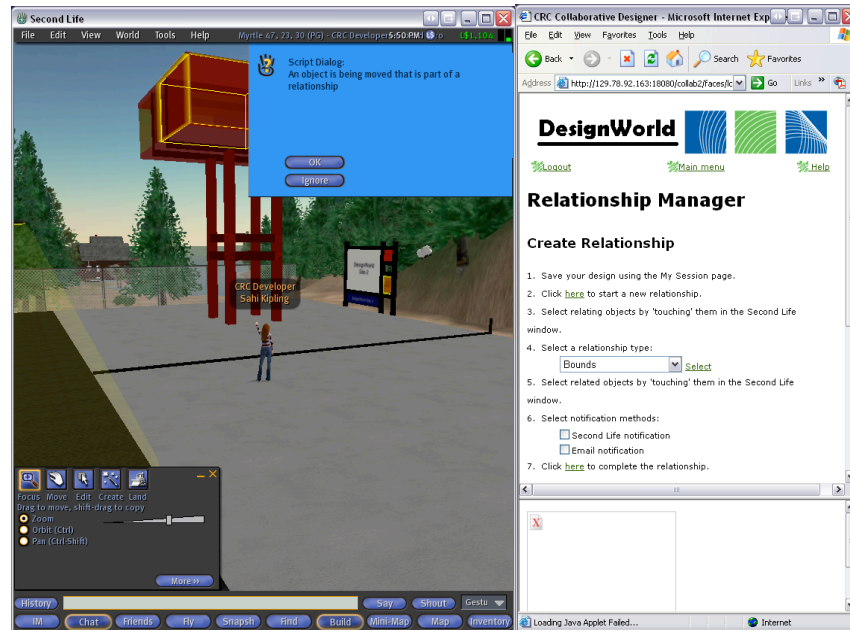 Second Life
File Edit View World Tools Help Myrtle 47, 23, 30 (PG) - CRC Developer 5:50 PM L$1,104
Script Dialog:
An object is being moved that is part of a
relationship
OK
Ignore
DesignWorld
CRC Developer
Sahi Kipling
Focus Move Edit Create Land
Drag to move, shift-drag to copy
Zoom
Orbit (Ctrl)
Pan (Ctrl-Shift)
More >>
History Say Shout Gestu
IM Chat Friends Fly Snapsh Find Build Mini-Map Map Inventory
CRC Collaborative Designer - Microsoft Internet Exp
File Edit View Favorites Tools Help
Back Search Favorites
Address http://129.78.92.163:18080/collab2/faces/lc Go Links »
DesignWorld
Logout Main menu Help
Relationship Manager
Create Relationship
1. Save your design using the My Session page.
2. Click here to start a new relationship.
3. Select relating objects by 'touching' them in the Second Life
window.
4. Select a relationship type:
Bounds Select
5. Select related objects by 'touching' them in the Second Life
window.
6. Select notification methods:
Second Life notification
Email notification
7. Click here to complete the relationship.
Loading Java Applet Failed... Internet